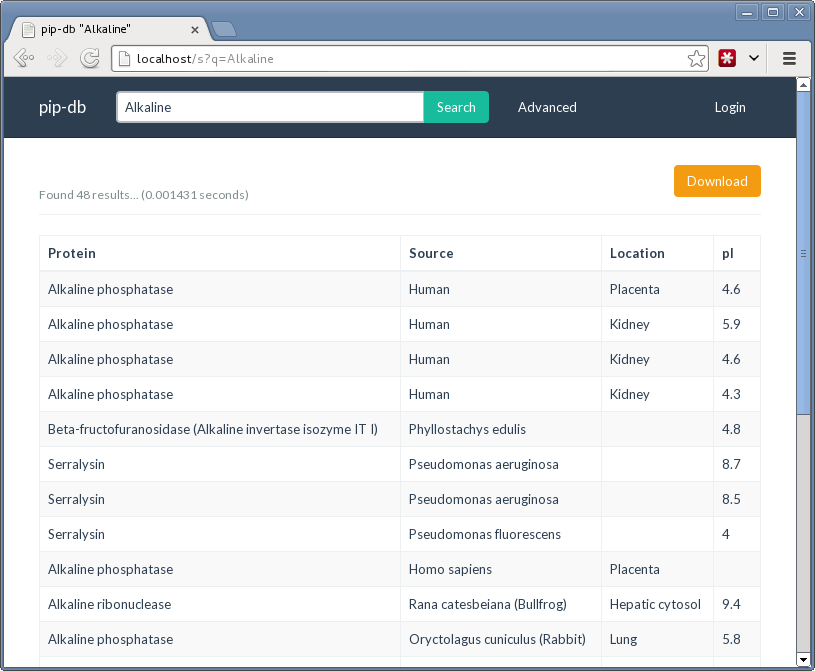 pip-db "Alkaline"
localhost/s?q=Alkaline
pip-db Alkaline Search Advanced Login
Download
Found 48 results... (0.001431 seconds)
Protein Source Location pI
Alkaline phosphatase Human Placenta 4.6
Alkaline phosphatase Human Kidney 5.9
Alkaline phosphatase Human Kidney 4.6
Alkaline phosphatase Human Kidney 4.3
Beta-fructofuranosidase (Alkaline invertase isozyme IT I) Phyllostachys edulis 4.8
Serralysin Pseudomonas aeruginosa 8.7
Serralysin Pseudomonas aeruginosa 8.5
Serralysin Pseudomonas fluorescens 4
Alkaline phosphatase Homo sapiens Placenta
Alkaline ribonuclease Rana catesbeiana (Bullfrog) Hepatic cytosol 9.4
Alkaline phosphatase Oryctolagus cuniculus (Rabbit) Lung 5.8